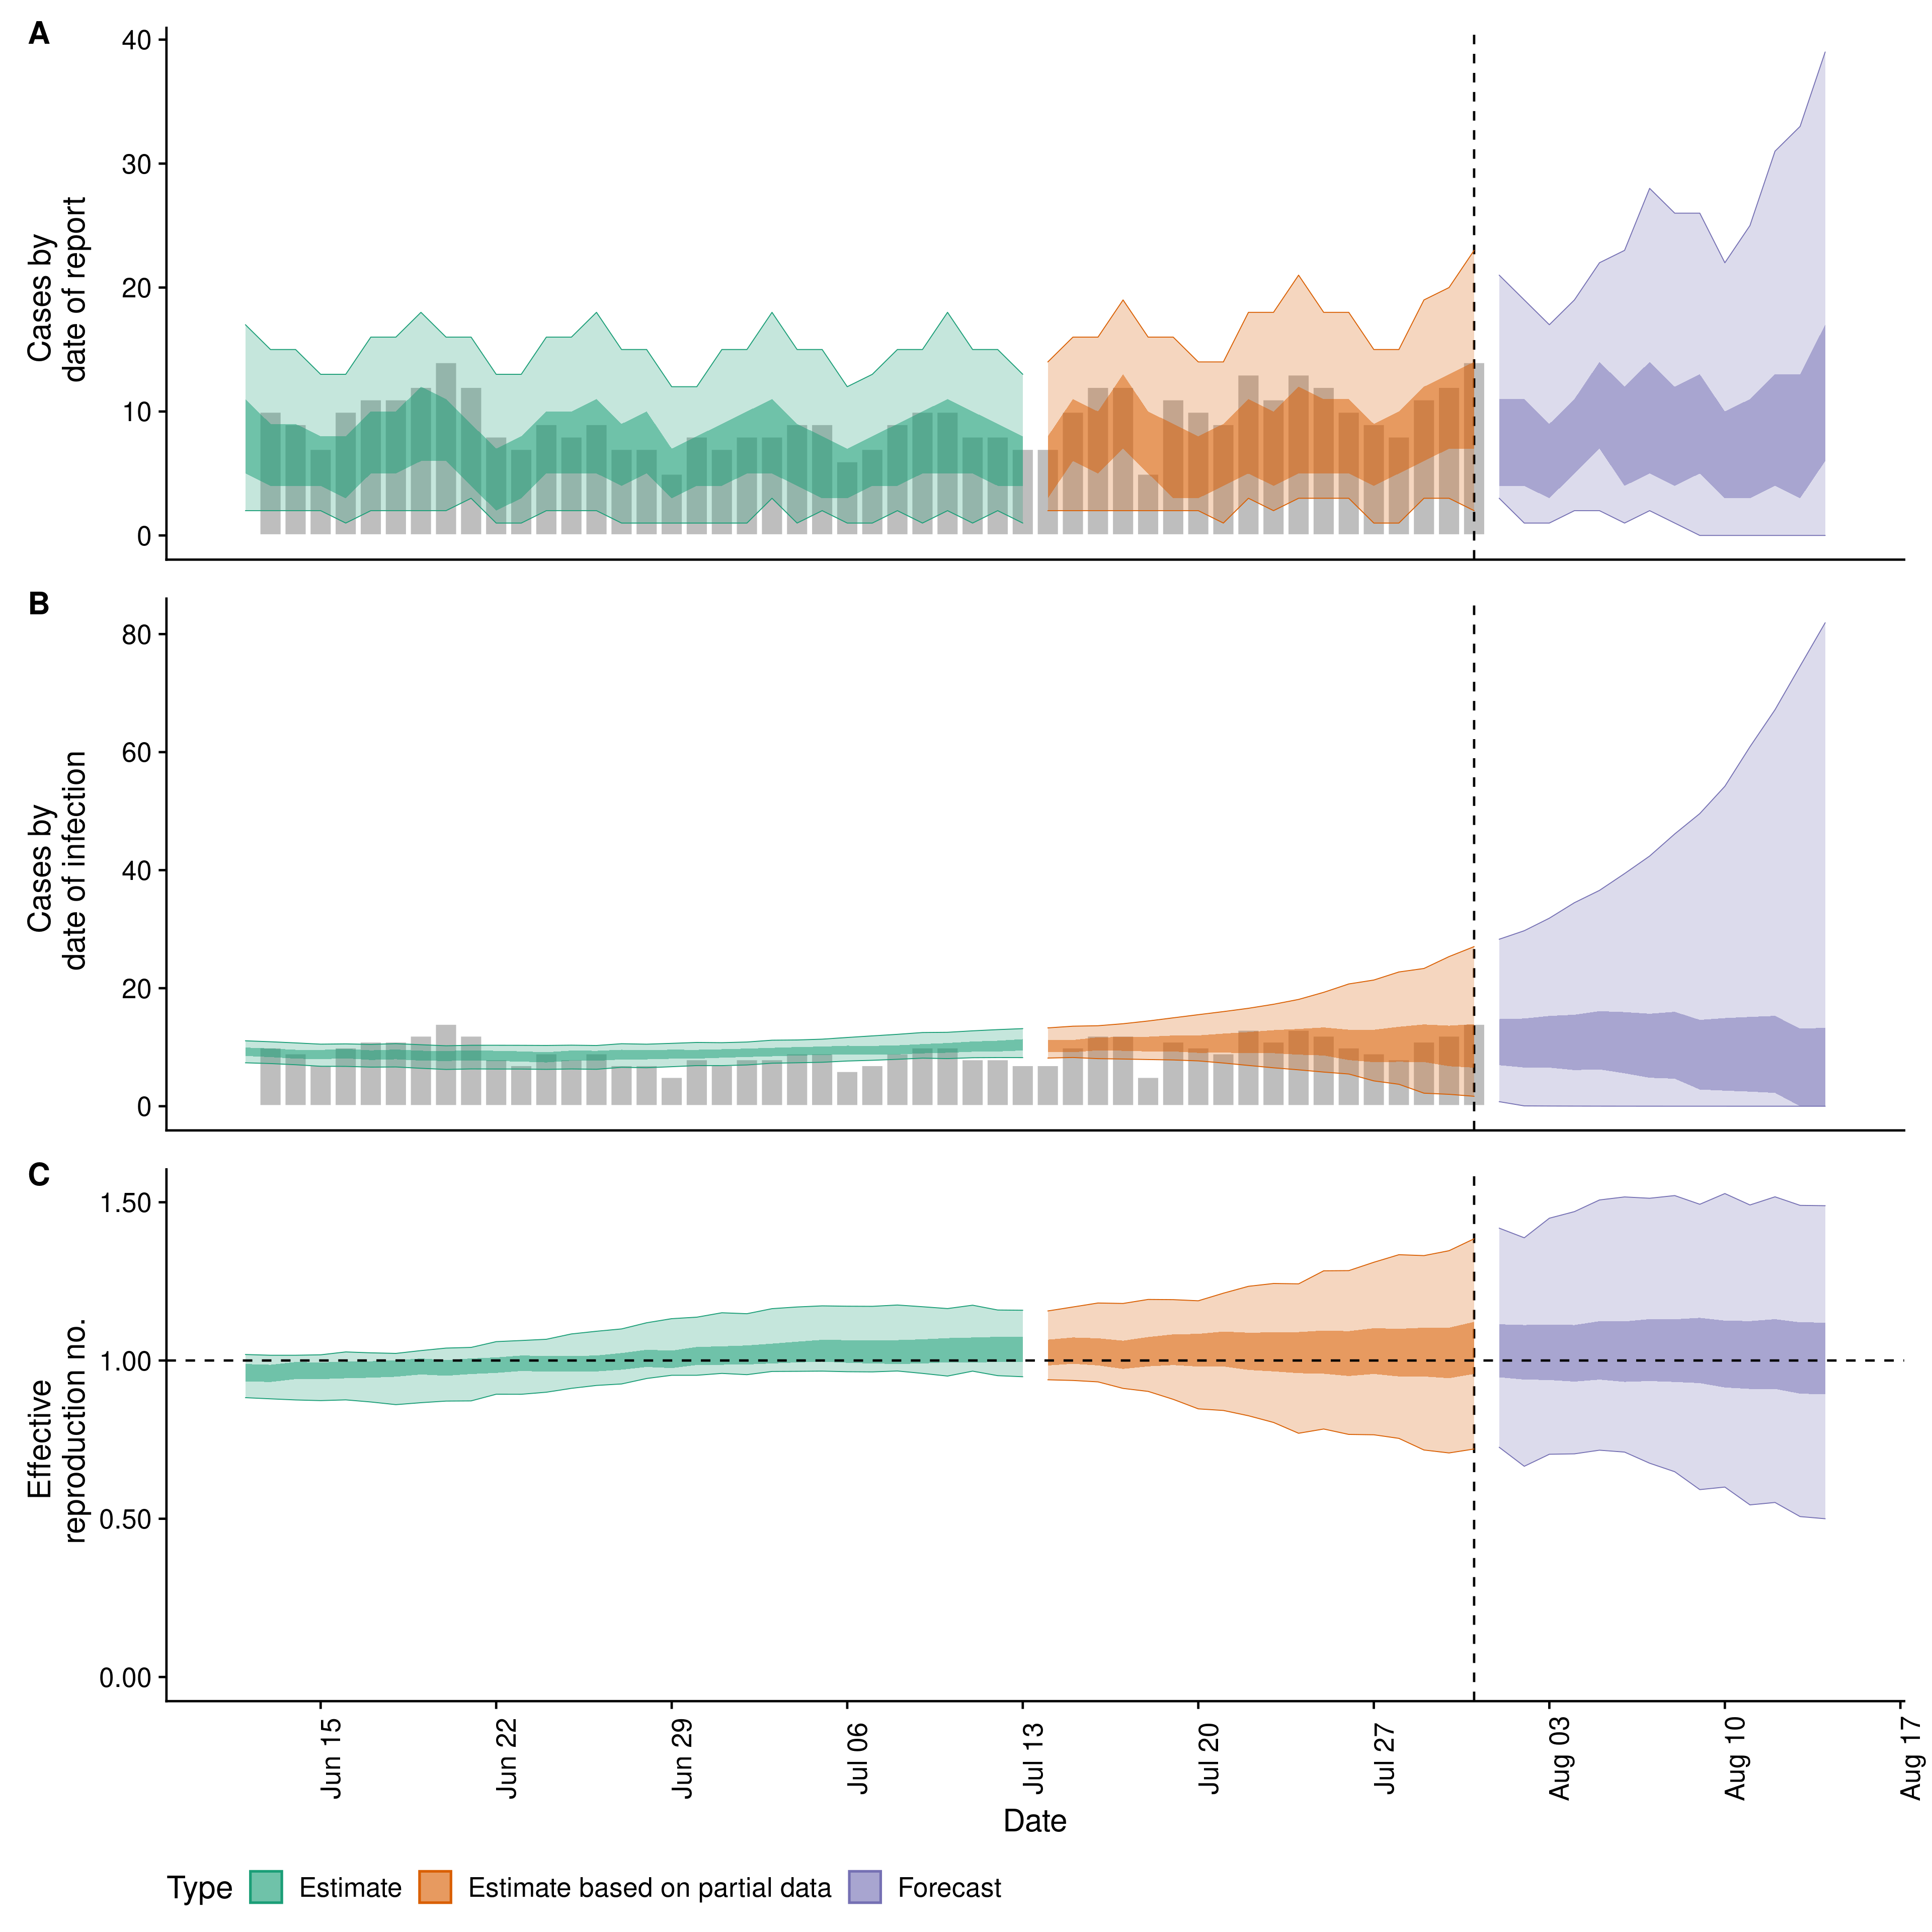 A
40
30
20
10
0
Cases by
date of report
B
80
60
40
20
0
Cases by
date of infection
C
1.50
1.00
0.50
0.00
Effective
reproduction no.
Jun 15
Jun 22
Jun 29
Jul 06
Jul 13
Jul 20
Jul 27
Aug 03
Aug 10
Aug 17
Date
Type Estimate Estimate based on partial data Forecast